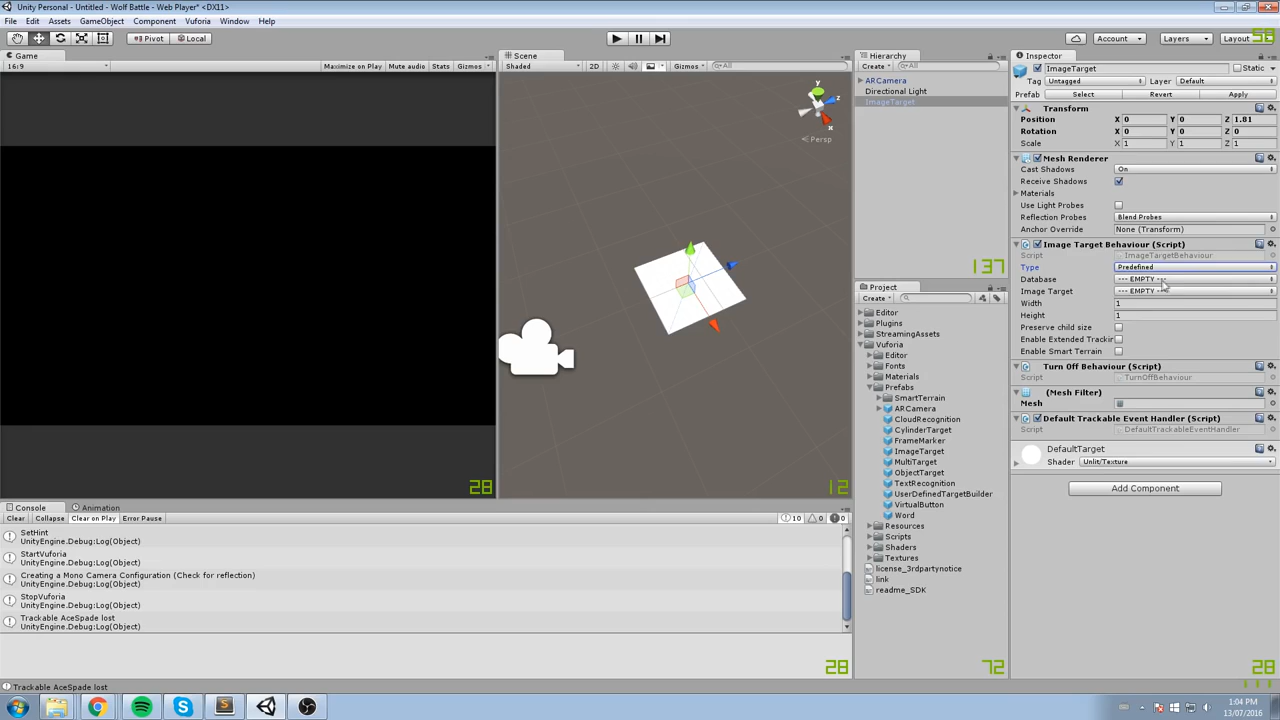 Unity Personal - Untitled - Wolf Battle - Web Player* <DX11>
File Edit Assets GameObject Component Vuforia Window Help
Pivot Local Account Layers Layout 58
Game
16:9 Maximize on Play Mute audio Stats Gizmos
28
Scene
Shaded 2D Gizmos All
y
z
x
Persp
12
Hierarchy
Create All
ARCamera
Directional Light
ImageTarget
137
Project
Create
Editor
Plugins
StreamingAssets
Vuforia
Editor
Fonts
Materials
Prefabs
SmartTerrain
ARCamera
CloudRecognition
CylinderTarget
FrameMarker
ImageTarget
MultiTarget
ObjectTarget
TextRecognition
UserDefinedTargetBuilder
VirtualButton
Word
Resources
Scripts
Shaders
Textures
license_3rdpartynotice
link
readme_SDK
72
Inspector
ImageTarget Static
Tag Untagged Layer Default
Prefab Select Revert Apply
Transform
Position X 0 Y 0 Z 1.81
Rotation X 0 Y 0 Z 0
Scale X 1 Y 1 Z 1
Mesh Renderer
Cast Shadows On
Receive Shadows
Materials
Use Light Probes
Reflection Probes Blend Probes
Anchor Override None (Transform)
Image Target Behaviour (Script)
Script ImageTargetBehaviour
Type Predefined
Database --- EMPTY ---
Image Target --- EMPTY ---
Width 1
Height 1
Preserve child size
Enable Extended Trackin
Enable Smart Terrain
Turn Off Behaviour (Script)
Script TurnOffBehaviour
(Mesh Filter)
Mesh
Default Trackable Event Handler (Script)
Script DefaultTrackableEventHandler
DefaultTarget
Shader Unlit/Texture
Add Component
28
Console Animation
Clear Collapse Clear on Play Error Pause 10 0 0
SetHint
UnityEngine.Debug:Log(Object)
StartVuforia
UnityEngine.Debug:Log(Object)
Creating a Mono Camera Configuration (Check for reflection)
UnityEngine.Debug:Log(Object)
StopVuforia
UnityEngine.Debug:Log(Object)
Trackable AceSpade lost
UnityEngine.Debug:Log(Object)
28
Trackable AceSpade lost
1:04 PM
13/07/2016